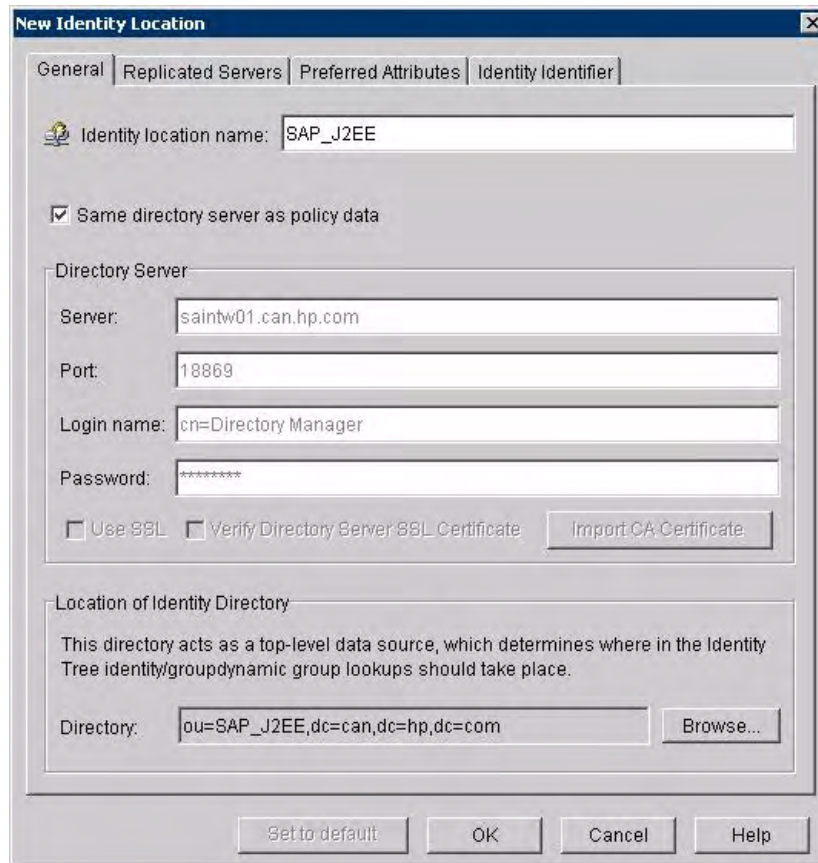 New Identity Location
General Replicated Servers Preferred Attributes Identity Identifier
Identity location name: SAP_J2EE
Same directory server as policy data
Directory Server
Server: saintw01.can.hp.com
Port: 18869
Login name: cn=Directory Manager
Password: ********
Use SSL Verify Directory Server SSL Certificate Import CA Certificate
Location of Identity Directory
This directory acts as a top-level data source, which determines where in the Identity
Tree identity/groupdynamic group lookups should take place.
Directory: ou=SAP_J2EE,dc=can,dc=hp,dc=com Browse...
Set to default OK Cancel Help